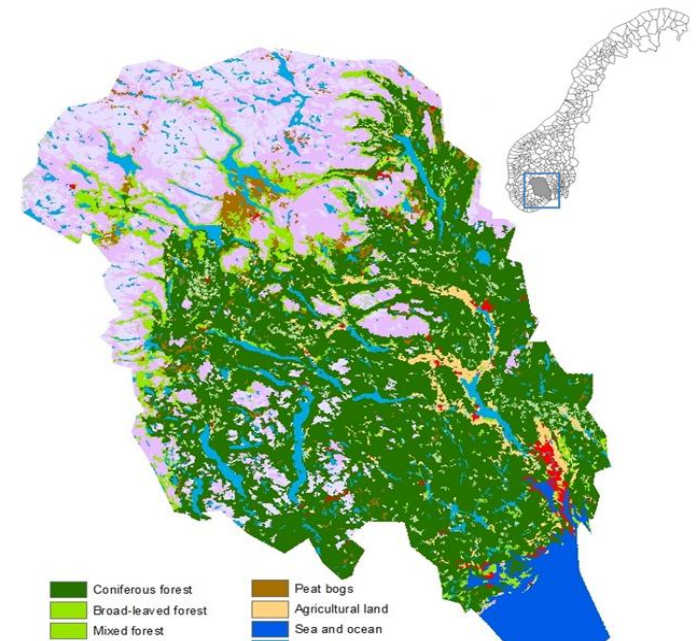 Coniferous forest
Broad-leaved forest
Mixed forest
Peat bogs
Agricultural land
Sea and ocean